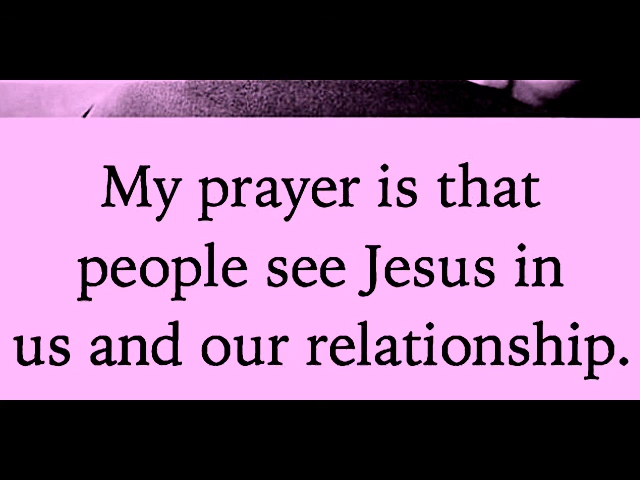 My prayer is that
people see Jesus in
us and our relationship.